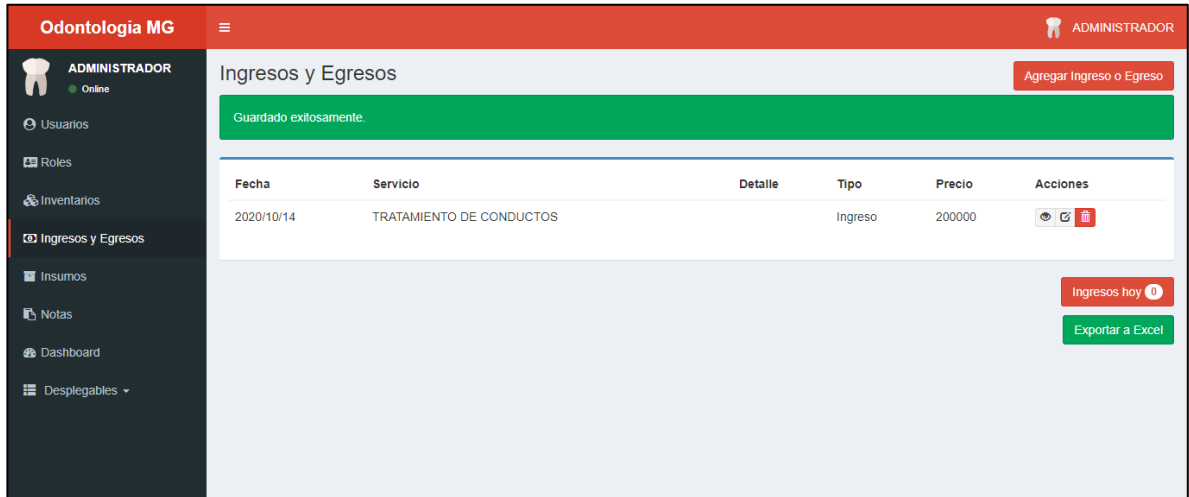 Odontologia MG
ADMINISTRADOR
ADMINISTRADOR
Online
Usuarios
Roles
Inventarios
Ingresos y Egresos
Insumos
Notas
Dashboard
Desplegables
Ingresos y Egresos
Agregar Ingreso o Egreso
Guardado exitosamente.
Fecha Servicio Detalle Tipo Precio Acciones
2020/10/14 TRATAMIENTO DE CONDUCTOS Ingreso 200000
Ingresos hoy 0
Exportar a Excel